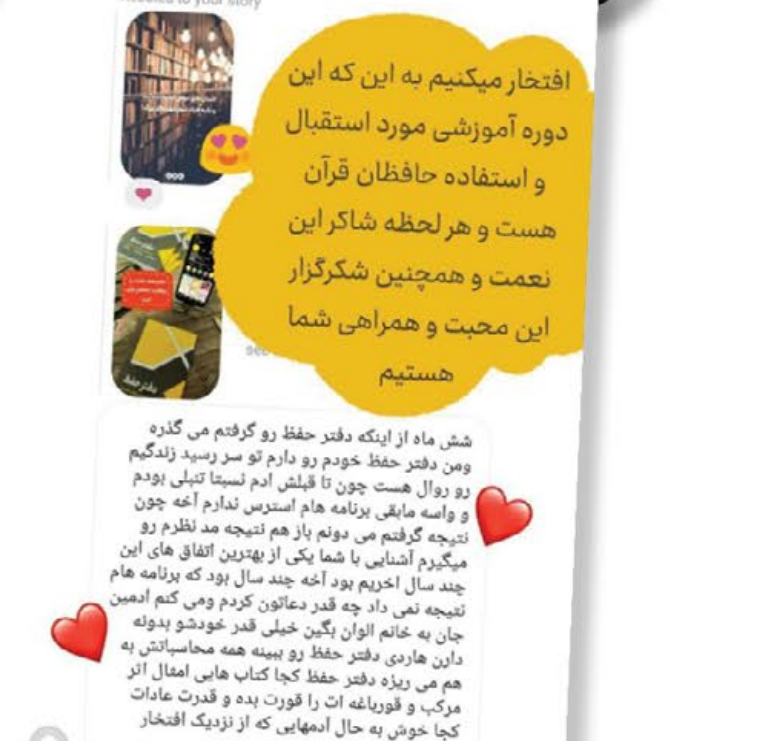 to your story
افتخار میکنیم به این که این
دوره آموزشی مورد استقبال
و استفاده حافظان قرآن
هست و هر لحظه شاکر این
نعمت و همچنین شکرگزار
این محبت و همراهی شما
هستیم
دفتر حفظ
شش ماه از اینکه دفتر حفظ رو گرفتم می گذره
ومن دفتر حفظ خودم رو دارم تو سر رسید زندگیم
رو روال هست چون تا قبلش ادم نسبتا تنبلی بودم
و واسه مابقی برنامه هام استرس ندارم آخه چون
نتیجه گرفتم می دونم باز هم نتیجه مد نظرم رو
میگیرم آشنایی با شما یکی از بهترین اتفاق های این
چند سال اخریم بود آخه چند سال بود که برنامه هام
نتیجه نمی داد چه قدر دعاتون کردم ومی کنم ادمین
جان به خانم الوان بگین خیلی قدر خودشو بدونه
دارن هاردی دفتر حفظ رو ببینه همه محاسباتش به
هم می ریزه دفتر حفظ کجا کتاب هایی امثال اثر
مرکب و قورباغه ات را قورت بده و قدرت عادات
کجا خوش به حال آدمهایی که از نزدیک افتخار